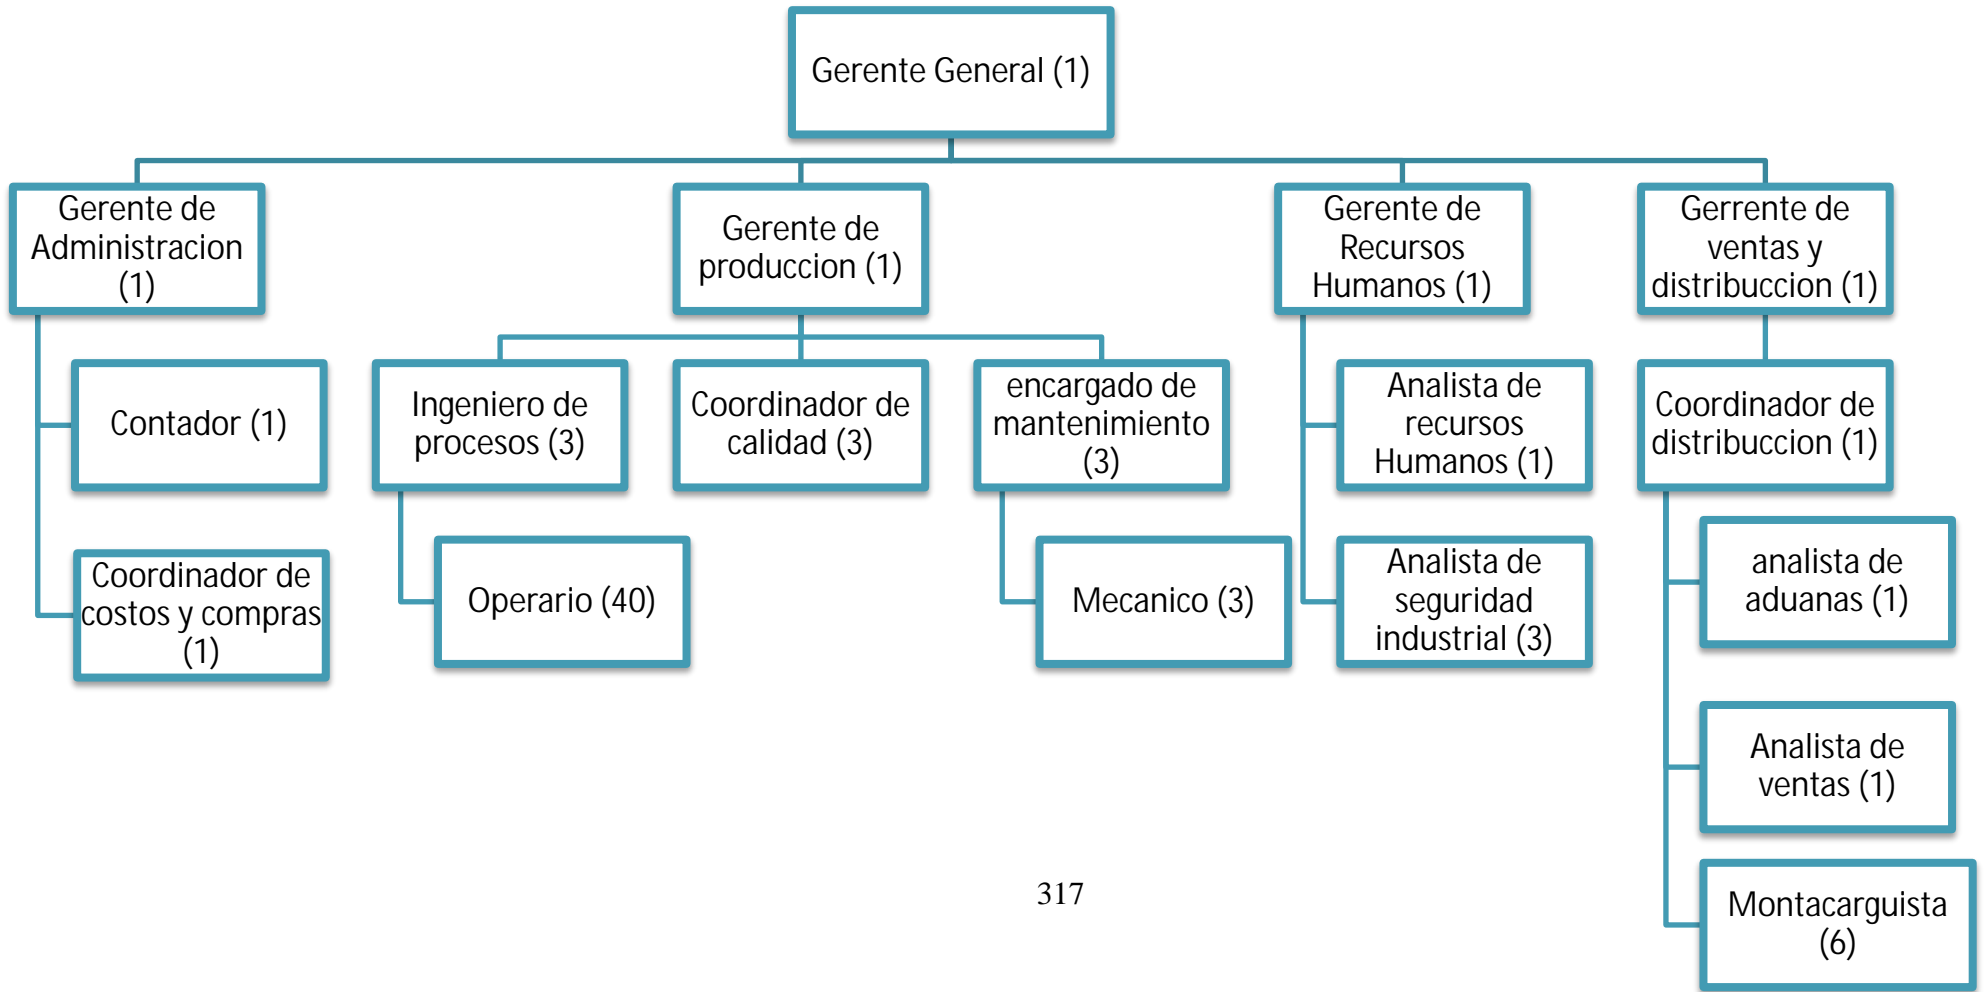 Gerente General (1)
Gerente de
Administracion
(1)
Gerente de
produccion (1)
Gerente de
Recursos
Humanos (1)
Gerrente de
ventas y
distribuccion (1)
Contador (1)
Ingeniero de
procesos (3)
Coordinador de
calidad (3)
encargado de
mantenimiento
(3)
Analista de
recursos
Humanos (1)
Coordinador de
distribuccion (1)
Coordinador de
costos y compras
(1)
Operario (40)
Mecanico (3)
Analista de
seguridad
industrial (3)
analista de
aduanas (1)
Analista de
ventas (1)
Montacarguista
(6)
317